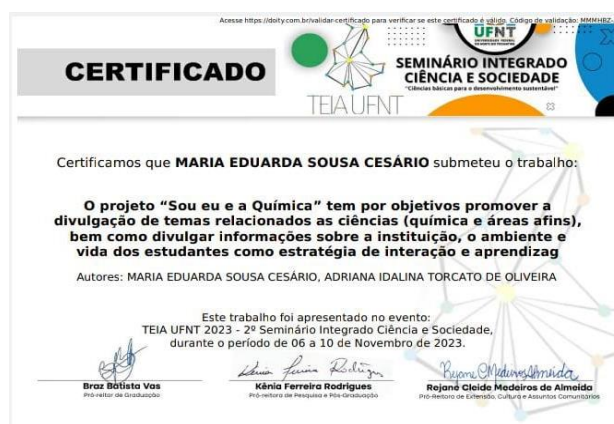 Acesse https://doity.com.br/validar-certificado para verificar se este certificado é válido. Código de validação: MMMHBZ-
UFNT
CERTIFICADO
SEMINÁRIO INTEGRADO
CIÊNCIA E SOCIEDADE
"Ciências básicas para o desenvolvimento sustentável"
TEIA UFNT
Certificamos que MARIA EDUARDA SOUSA CESÁRIO submeteu o trabalho:
O projeto “Sou eu e a Química” tem por objetivos promover a
divulgação de temas relacionados as ciências (química e áreas afins),
bem como divulgar informações sobre a instituição, o ambiente e
vida dos estudantes como estratégia de interação e aprendizag
Autores: MARIA EDUARDA SOUSA CESÁRIO, ADRIANA IDALINA TORCATO DE OLIVEIRA
Este trabalho foi apresentado no evento:
TEIA UFNT 2023 - 2º Seminário Integrado Ciência e Sociedade,
durante o período de 06 a 10 de Novembro de 2023.
Kênia Ferreira Rodrigues
Rejane CMedeirosAlmeida
Braz Batista Vas
Pró-reitor de Graduação
Kênia Ferreira Rodrigues
Pró-reitora de Pesquisa e Pós-Graduação
Rejane Cleide Medeiros de Almeida
Pró-Reitora de Extensão, Cultura e Assuntos Comunitários